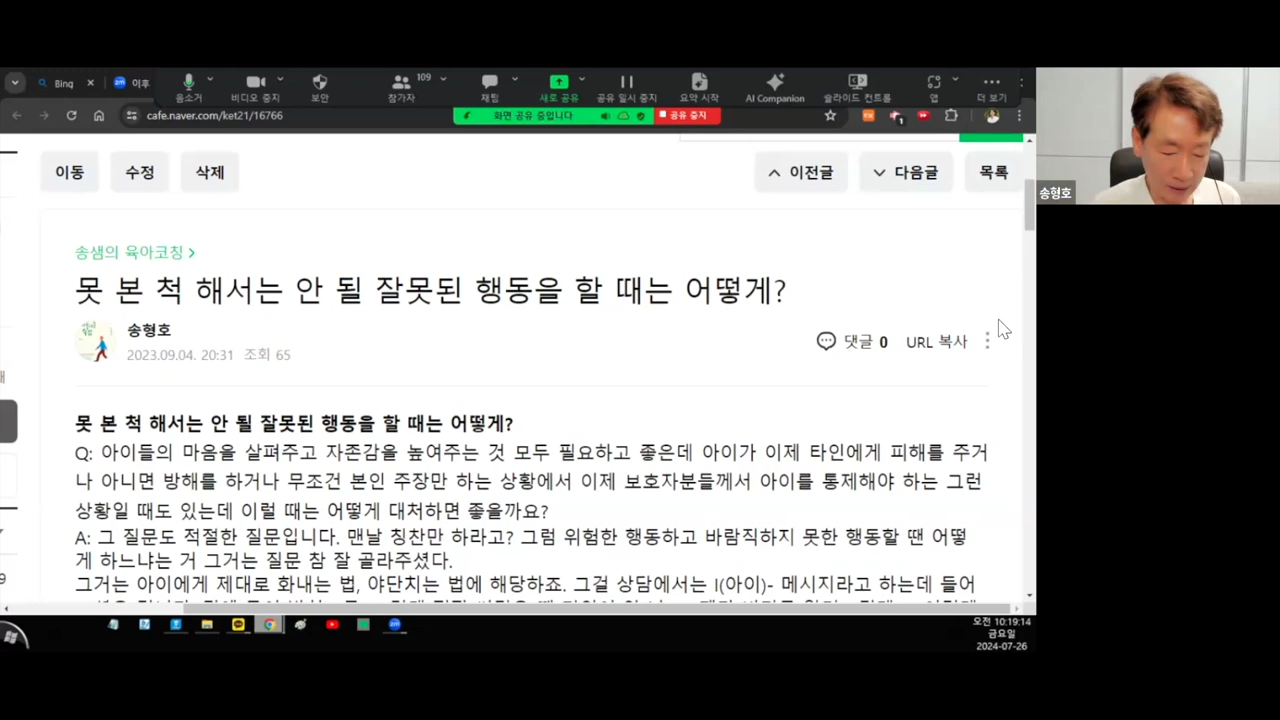 Bing
이후
음소거
비디오 중지
보안
109
참가자
채팅
새로 공유
공유 일시 중지
요약 시작
AI Companion
슬라이드 컨트롤
앱
더 보기
cafe.naver.com/ket21/16766
화면 공유 중입니다
공유 중지
송형호
이동
수정
삭제
이전글
다음글
목록
송샘의 육아코칭 >
못 본 척 해서는 안 될 잘못된 행동을 할 때는 어떻게?
송형호
2023.09.04. 20:31 조회 65
댓글 0
URL 복사
못 본 척 해서는 안 될 잘못된 행동을 할 때는 어떻게?
Q: 아이들의 마음을 살펴주고 자존감을 높여주는 것 모두 필요하고 좋은데 아이가 이제 타인에게 피해를 주거
나 아니면 방해를 하거나 무조건 본인 주장만 하는 상황에서 이제 보호자분들께서 아이를 통제해야 하는 그런
상황일 때도 있는데 이럴 때는 어떻게 대처하면 좋을까요?
A: 그 질문도 적절한 질문입니다. 맨날 칭찬만 하라고? 그럼 위험한 행동하고 바람직하지 못한 행동할 땐 어떻
게 하느냐는 거 그거는 질문 참 잘 골라주셨다.
그거는 아이에게 제대로 화내는 법, 야단치는 법에 해당하죠. 그걸 상담에서는 I(아이)- 메시지라고 하는데 들어
오전 10:19:14
금요일
2024-07-26